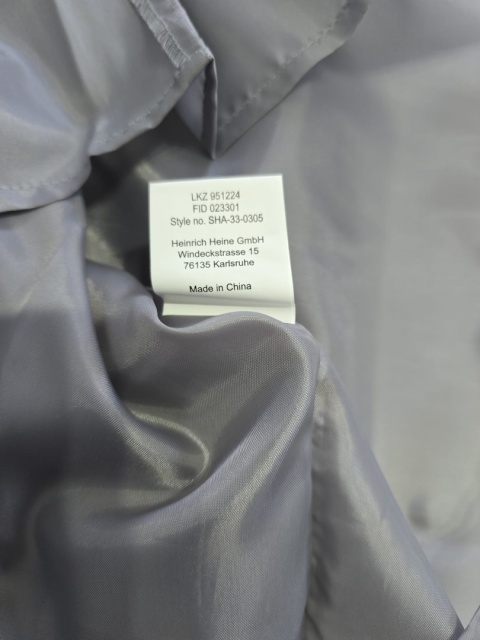 LKZ 951224
FID 023301
Style no. SHA-33-0305
Heinrich Heine GmbH
Windeckstrasse 15
76135 Karlsruhe
Made in China